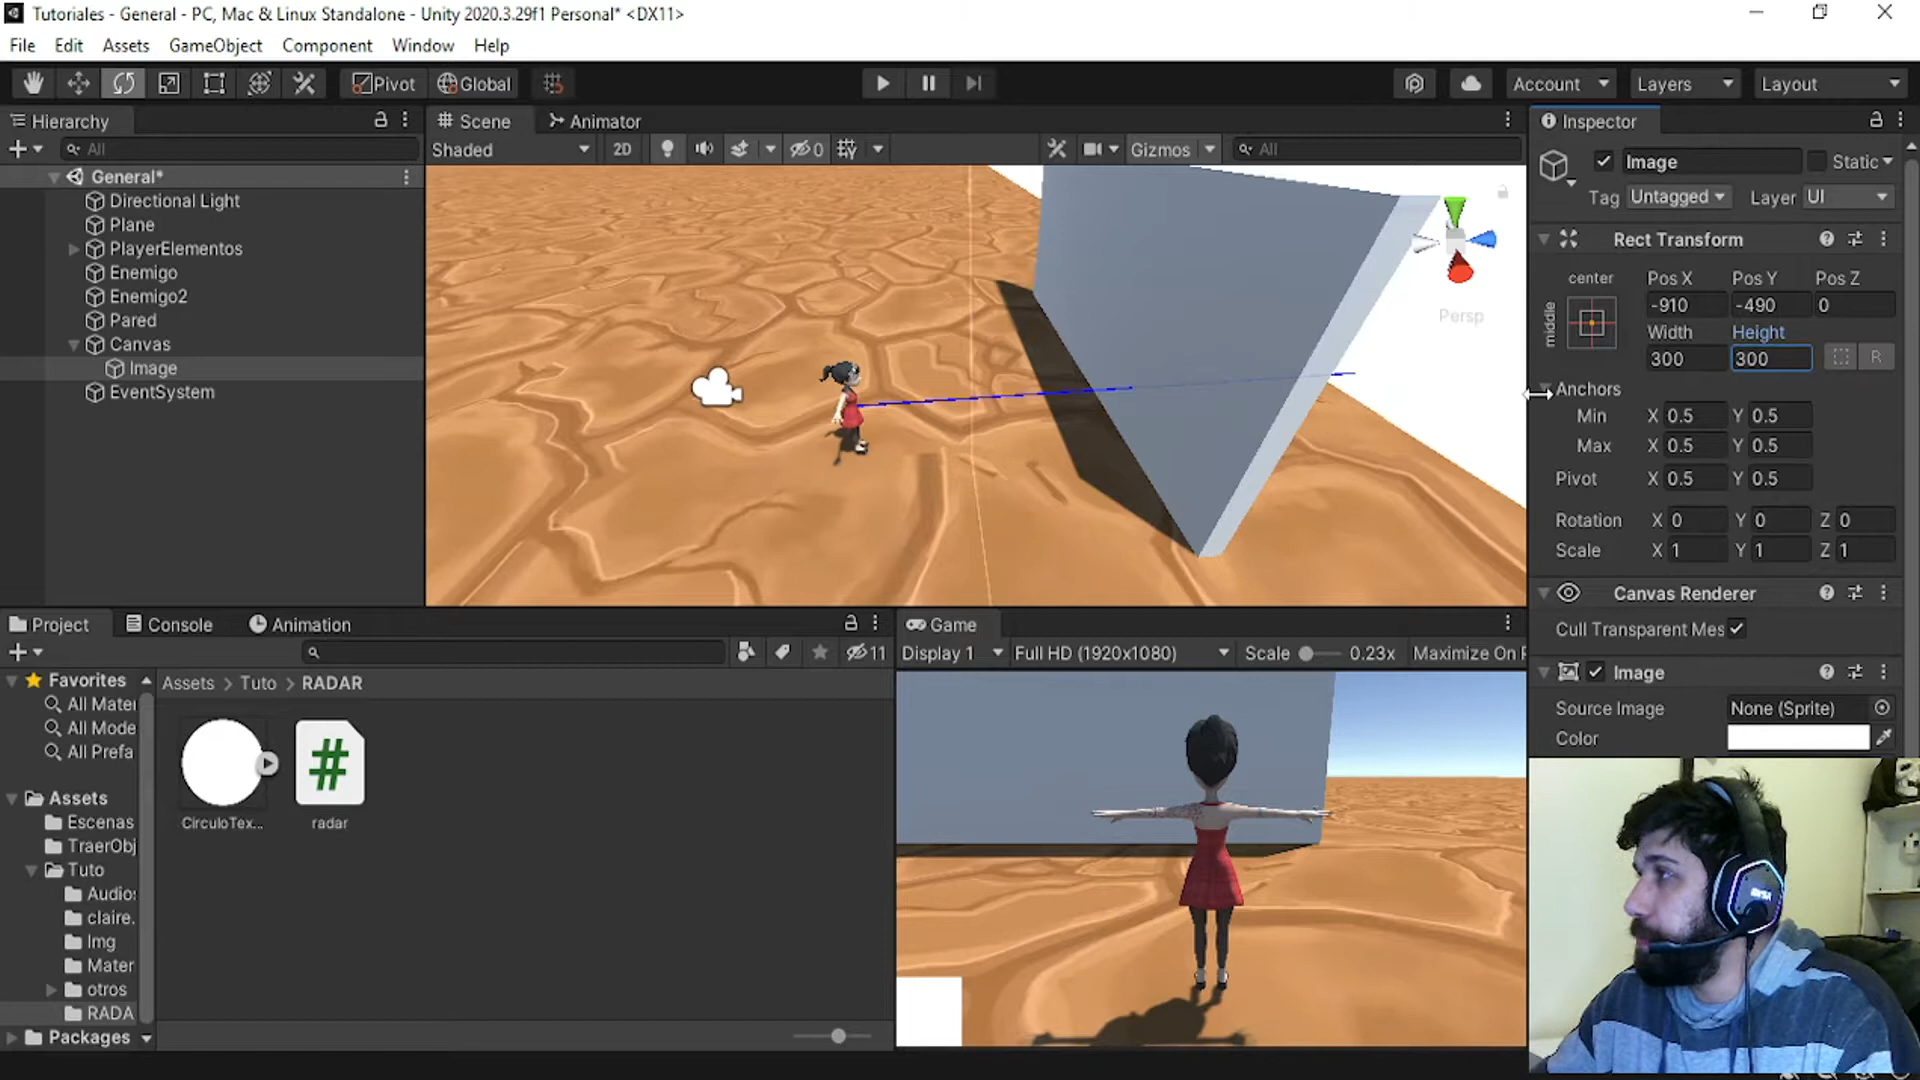 Tutoriales - General - PC, Mac & Linux Standalone - Unity 2020.3.29f1 Personal* <DX11>
File Edit Assets GameObject Component Window Help
Pivot Global Account Layers Layout
Hierarchy
All
General*
Directional Light
Plane
PlayerElementos
Enemigo
Enemigo2
Pared
Canvas
Image
EventSystem
Scene Animator
Shaded 2D 0 Gizmos All
Persp
Inspector
Image Static
Tag Untagged Layer UI
Rect Transform
center Pos X Pos Y Pos Z
middle -910 -490 0
Width Height
300 300 R
Anchors
Min X 0.5 Y 0.5
Max X 0.5 Y 0.5
Pivot X 0.5 Y 0.5
Rotation X 0 Y 0 Z 0
Scale X 1 Y 1 Z 1
Canvas Renderer
Cull Transparent Mes
Image
Source Image None (Sprite)
Color
Project Console Animation
11
Favorites
All Mater
All Mode
All Prefa
Assets
Escenas
TraerObj
Tuto
Audio
claire.
Img
Mater
otros
RADA
Packages
Assets > Tuto > RADAR
CirculoTex...
#
radar
Game
Display 1 Full HD (1920x1080) Scale 0.23x Maximize On P